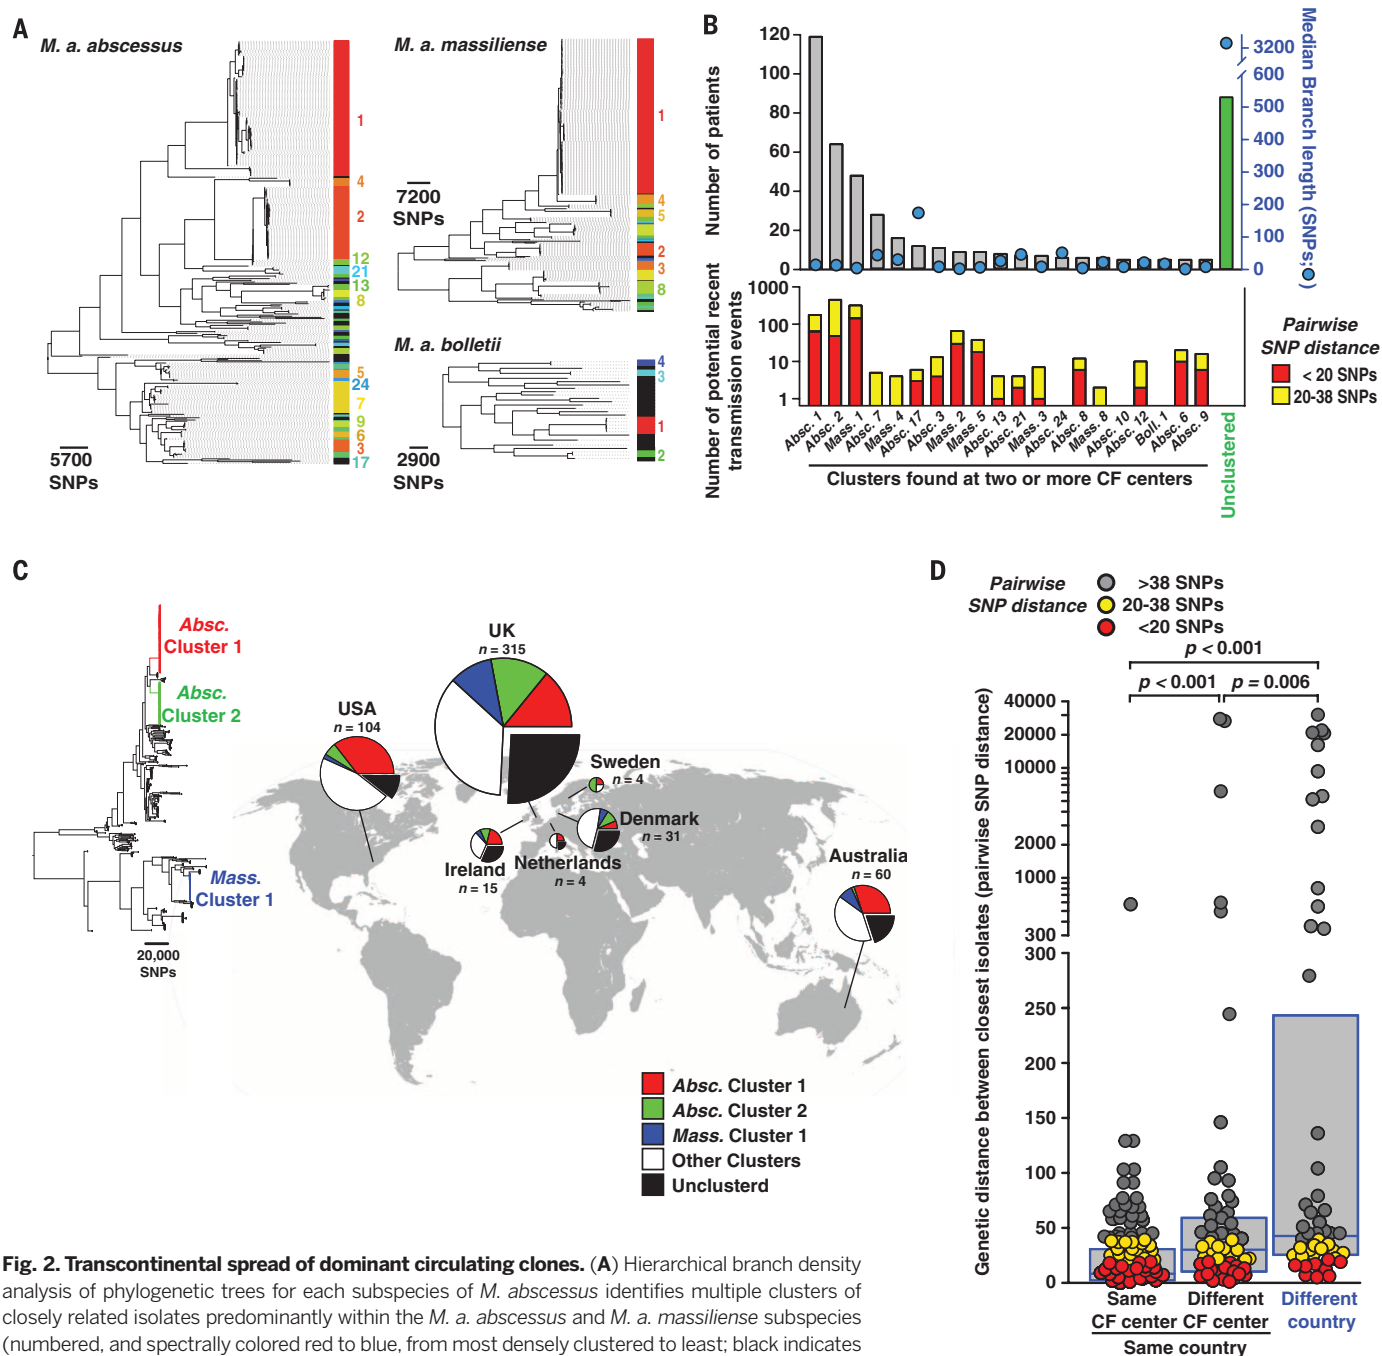 A
M. a. abscessus
1
4
2
12
21
13
8
5
24
7
9
6
3
17
5700
SNPs
M. a. massiliense
1
4
5
2
3
8
7200
SNPs
M. a. bolletii
4
3
1
2
2900
SNPs
B
Number of patients
120
100
80
60
40
20
0
Median Branch length (SNPs; )
3200
600
500
400
300
200
100
0
Number of potential recent
transmission events
1000
100
10
1
Absc. 1
Absc. 2
Mass. 1
Absc. 7
Mass. 4
Absc. 17
Absc. 3
Mass. 2
Mass. 5
Absc. 13
Absc. 21
Mass. 3
Absc. 24
Absc. 8
Mass. 8
Absc. 10
Absc. 12
Boll. 1
Absc. 6
Absc. 9
Unclustered
Clusters found at two or more CF centers
Pairwise
SNP distance
< 20 SNPs
20-38 SNPs
C
Absc.
Cluster 1
Absc.
Cluster 2
Mass.
Cluster 1
20,000
SNPs
USA
n = 104
UK
n = 315
Sweden
n = 4
Denmark
n = 31
Ireland
n = 15
Netherlands
n = 4
Australia
n = 60
Absc. Cluster 1
Absc. Cluster 2
Mass. Cluster 1
Other Clusters
Unclusterd
D
Pairwise
SNP distance
>38 SNPs
20-38 SNPs
<20 SNPs
p < 0.001
p < 0.001
p = 0.006
Genetic distance between closest isolates (pairwise SNP distance)
40000
20000
10000
2000
1000
300
300
250
200
150
100
50
0
Same
CF center
Different
CF center
Different
country
Same country
Fig. 2. Transcontinental spread of dominant circulating clones. (A) Hierarchical branch density
analysis of phylogenetic trees for each subspecies of M. abscessus identifies multiple clusters of
closely related isolates predominantly within the M. a. abscessus and M. a. massiliense subspecies
(numbered, and spectrally colored red to blue, from most densely clustered to least; black indicates